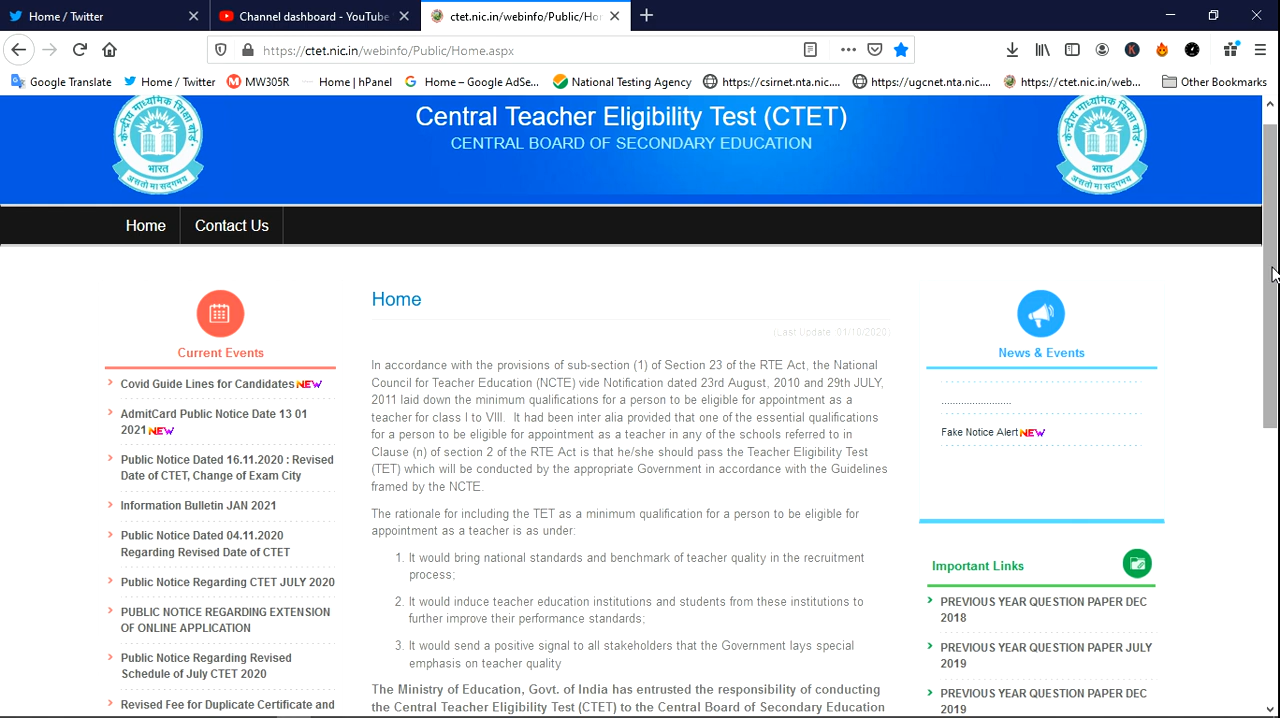 Home / Twitter
Channel dashboard - YouTube
ctet.nic.in/webinfo/Public/Ho
https://ctet.nic.in/webinfo/Public/Home.aspx
Google Translate
Home / Twitter
MW305R
Home | hPanel
Home – Google AdSe...
National Testing Agency
https://csirnet.nta.nic....
https://ugcnet.nta.nic....
https://ctet.nic.in/web...
Other Bookmarks
केन्द्रीय माध्यमिक शिक्षा बोर्ड
भारत
असतो मा सद्गमय
Central Teacher Eligibility Test (CTET)
CENTRAL BOARD OF SECONDARY EDUCATION
केन्द्रीय माध्यमिक शिक्षा बोर्ड
भारत
असतो मा सद्गमय
Home
Contact Us
Current Events
Covid Guide Lines for Candidates NEW
AdmitCard Public Notice Date 13 01
2021 NEW
Public Notice Dated 16.11.2020 : Revised
Date of CTET, Change of Exam City
Information Bulletin JAN 2021
Public Notice Dated 04.11.2020
Regarding Revised Date of CTET
Public Notice Regarding CTET JULY 2020
PUBLIC NOTICE REGARDING EXTENSION
OF ONLINE APPLICATION
Public Notice Regarding Revised
Schedule of July CTET 2020
Revised Fee for Duplicate Certificate and
Home
(Last Update: 01/10/2020)
In accordance with the provisions of sub-section (1) of Section 23 of the RTE Act, the National
Council for Teacher Education (NCTE) vide Notification dated 23rd August, 2010 and 29th JULY,
2011 laid down the minimum qualifications for a person to be eligible for appointment as a
teacher for class I to VIII. It had been inter alia provided that one of the essential qualifications
for a person to be eligible for appointment as a teacher in any of the schools referred to in
Clause (n) of section 2 of the RTE Act is that he/she should pass the Teacher Eligibility Test
(TET) which will be conducted by the appropriate Government in accordance with the Guidelines
framed by the NCTE.
The rationale for including the TET as a minimum qualification for a person to be eligible for
appointment as a teacher is as under:
1. It would bring national standards and benchmark of teacher quality in the recruitment
process;
2. It would induce teacher education institutions and students from these institutions to
further improve their performance standards;
3. It would send a positive signal to all stakeholders that the Government lays special
emphasis on teacher quality
The Ministry of Education, Govt. of India has entrusted the responsibility of conducting
the Central Teacher Eligibility Test (CTET) to the Central Board of Secondary Education
News & Events
.........................
Fake Notice Alert NEW
Important Links
PREVIOUS YEAR QUESTION PAPER DEC
2018
PREVIOUS YEAR QUESTION PAPER JULY
2019
PREVIOUS YEAR QUESTION PAPER DEC
2019